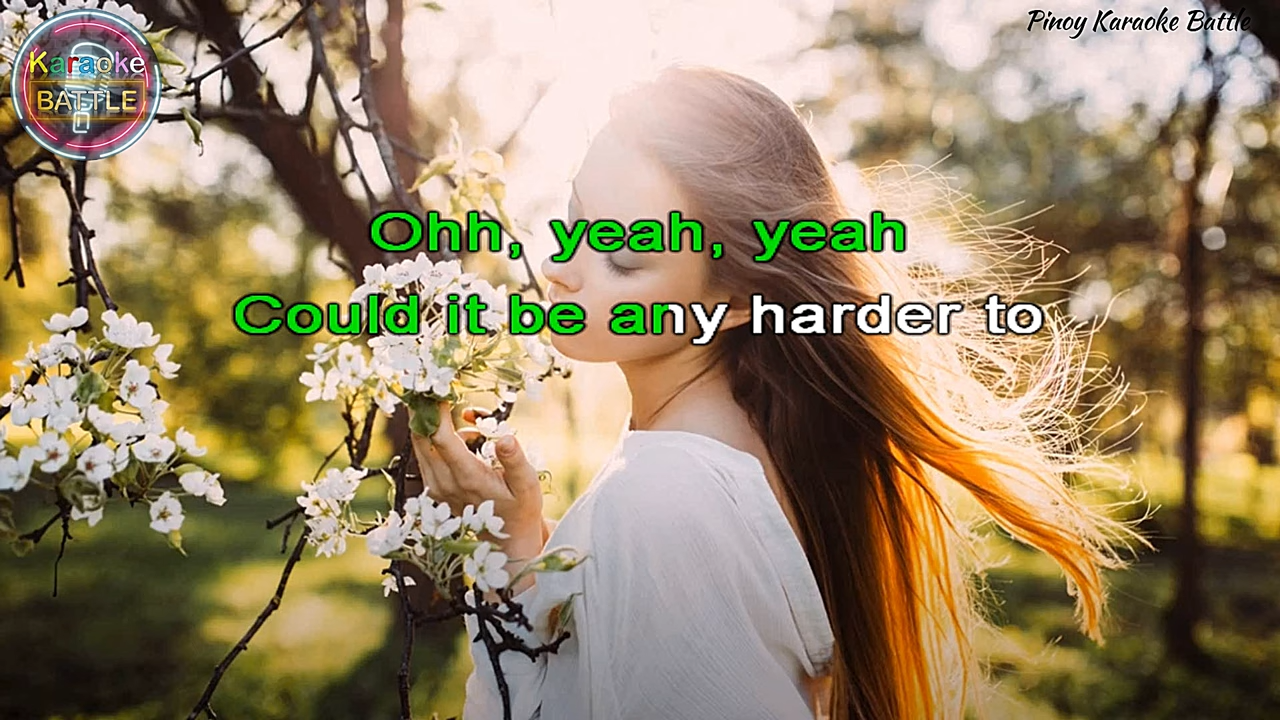 Pinoy Karaoke Battle
Karaoke
BATTLE
Ohh, yeah, yeah
Could it be any harder to